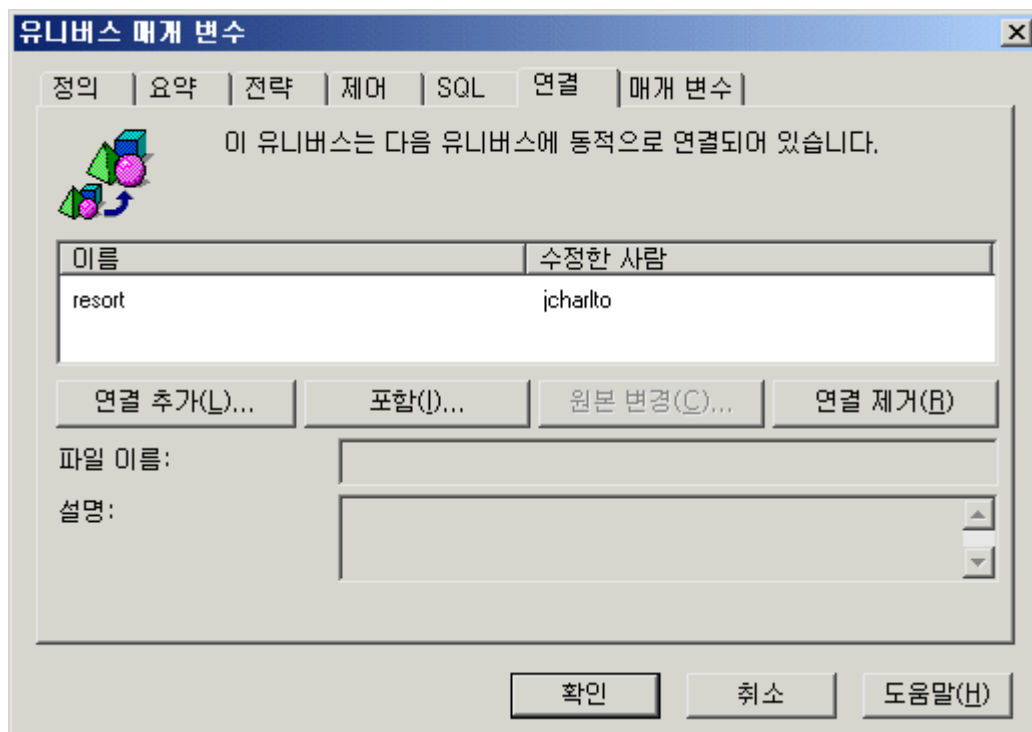 유니버스 매개 변수
정의 요약 전략 제어 SQL 연결 매개 변수
이 유니버스는 다음 유니버스에 동적으로 연결되어 있습니다.
이름 수정한 사람
resort jcharlto
연결 추가(L)... 포함(I)... 원본 변경(C)... 연결 제거(R)
파일 이름:
설명:
확인 취소 도움말(H)